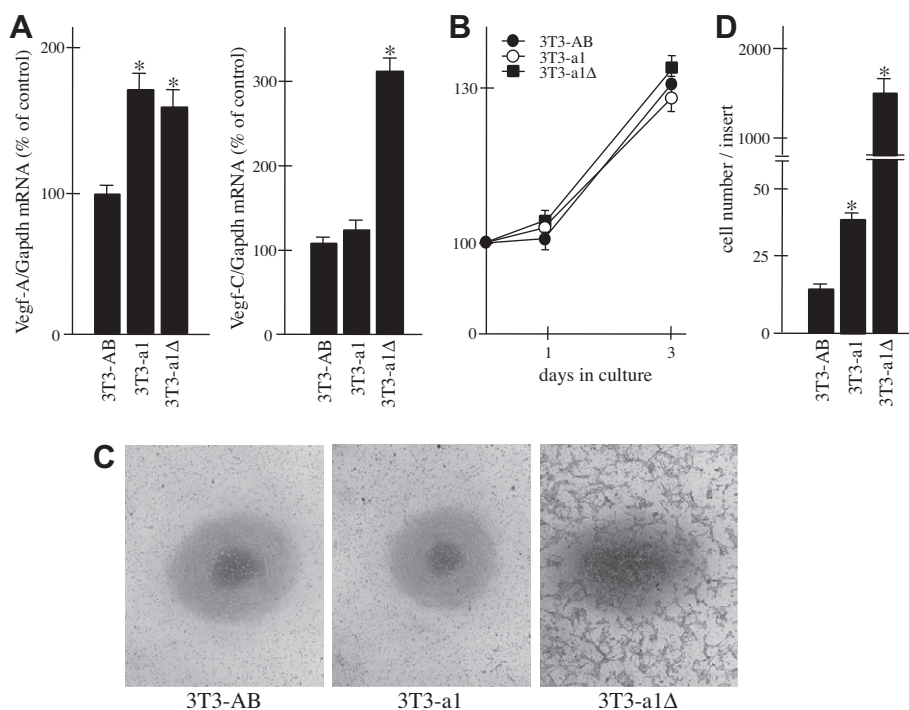 A
Vegf-A/Gapdh mRNA (% of control)
200
100
0
3T3-AB
3T3-a1
3T3-a1Δ
*
*
Vegf-C/Gapdh mRNA (% of control)
300
200
100
0
3T3-AB
3T3-a1
3T3-a1Δ
*
B
3T3-AB
3T3-a1
3T3-a1Δ
130
100
0
1
3
days in culture
D
cell number / insert
2000
1000
50
25
0
*
*
3T3-AB
3T3-a1
3T3-a1Δ
C
3T3-AB
3T3-a1
3T3-a1Δ